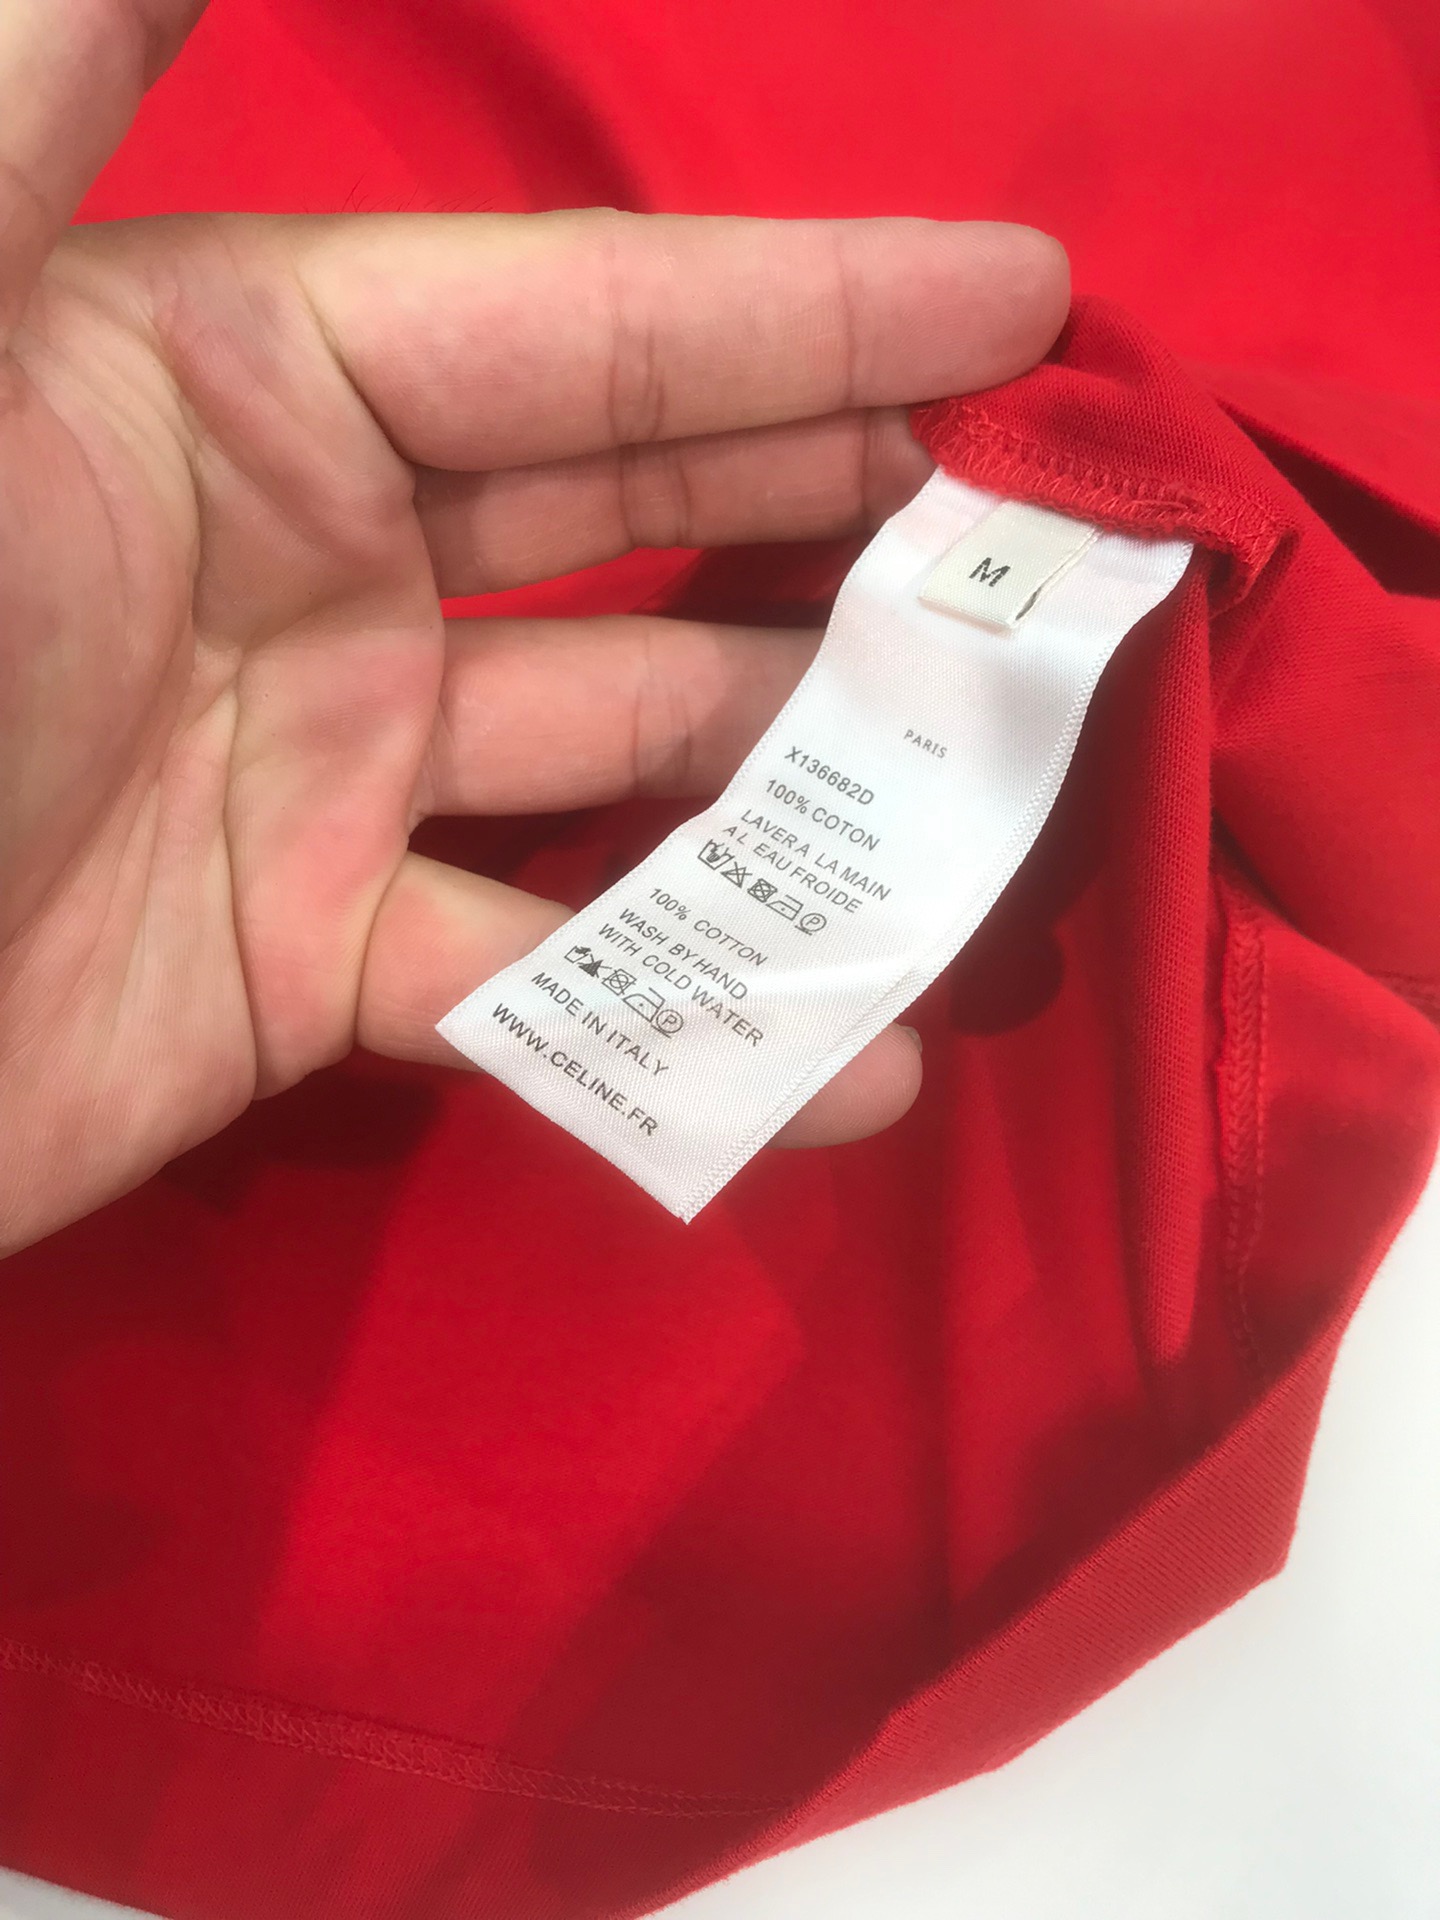 M
PARIS
X136682D
100% COTON
LAVER A LA MAIN
A L EAU FROIDE
P
100% COTTON
WASH BY HAND
WITH COLD WATER
P
MADE IN ITALY
WWW.CELINE.FR